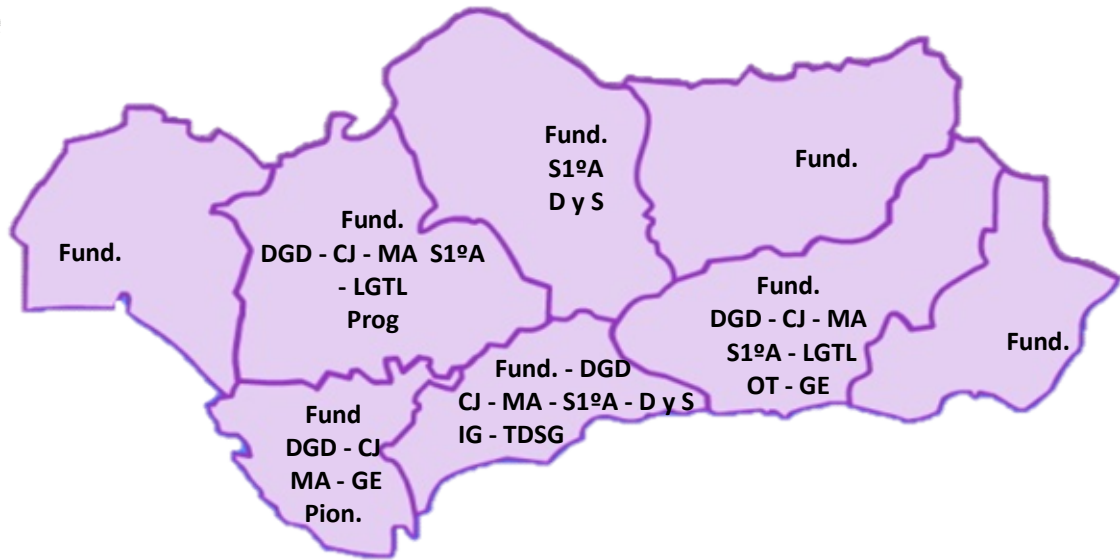 Fund.
S1ºA
D y S
Fund.
Fund.
Fund.
DGD - CJ - MA S1ºA
- LGTL
Prog
Fund.
DGD - CJ - MA
S1ºA - LGTL
OT - GE
Fund.
Fund. - DGD
CJ - MA - S1ºA - D y S
IG - TDSG
Fund
DGD - CJ
MA - GE
Pion.